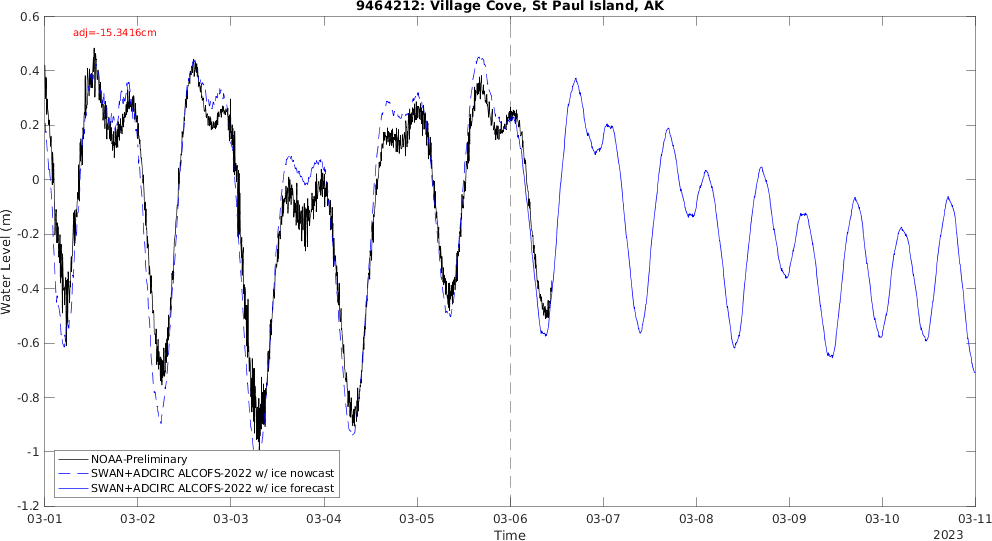 9464212: Village Cove, St Paul Island, AK
adj=-15.3416cm
0.6
0.4
0.2
0
-0.2
-0.4
-0.6
-0.8
-1
-1.2
Water Level (m)
NOAA-Preliminary
SWAN+ADCIRC ALCOFS-2022 w/ ice nowcast
SWAN+ADCIRC ALCOFS-2022 w/ ice forecast
03-01 03-02 03-03 03-04 03-05 03-06 03-07 03-08 03-09 03-10 03-11
Time
2023